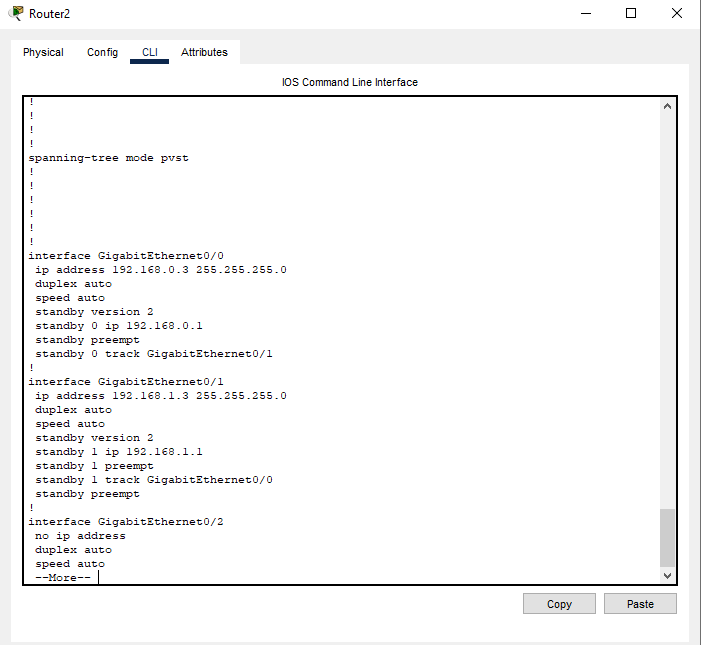 Router2
Physical Config CLI Attributes
IOS Command Line Interface
!
!
!
!
spanning-tree mode pvst
!
!
!
!
!
!
interface GigabitEthernet0/0
ip address 192.168.0.3 255.255.255.0
duplex auto
speed auto
standby version 2
standby 0 ip 192.168.0.1
standby preempt
standby 0 track GigabitEthernet0/1
!
interface GigabitEthernet0/1
ip address 192.168.1.3 255.255.255.0
duplex auto
speed auto
standby version 2
standby 1 ip 192.168.1.1
standby 1 preempt
standby 1 track GigabitEthernet0/0
standby preempt
!
interface GigabitEthernet0/2
no ip address
duplex auto
speed auto
--More--
Copy Paste